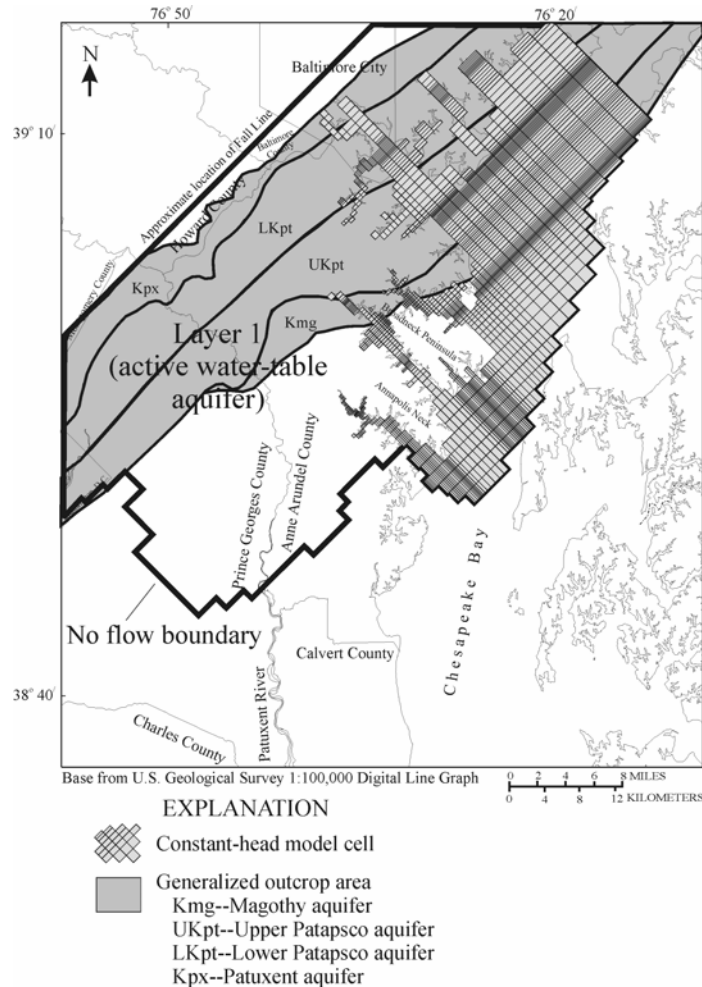 76° 50'
76° 20'
N
Baltimore City
39° 10'
Approximate location of Fall Line
Baltimore
County
Howard County
LKpt
Montgomery County
Kpx
UKpt
Kmg
Layer 1
(active water-table
aquifer)
Broadneck Peninsula
Annapolis Neck
Prince Georges County
Anne Arundel County
No flow boundary
Chesapeake Bay
Calvert County
38° 40'
Patuxent River
Charles County
Base from U.S. Geological Survey 1:100,000 Digital Line Graph
0 2 4 6 8 MILES
0 4 8 12 KILOMETERS
EXPLANATION
Constant-head model cell
Generalized outcrop area
Kmg--Magothy aquifer
UKpt--Upper Patapsco aquifer
LKpt--Lower Patapsco aquifer
Kpx--Patuxent aquifer